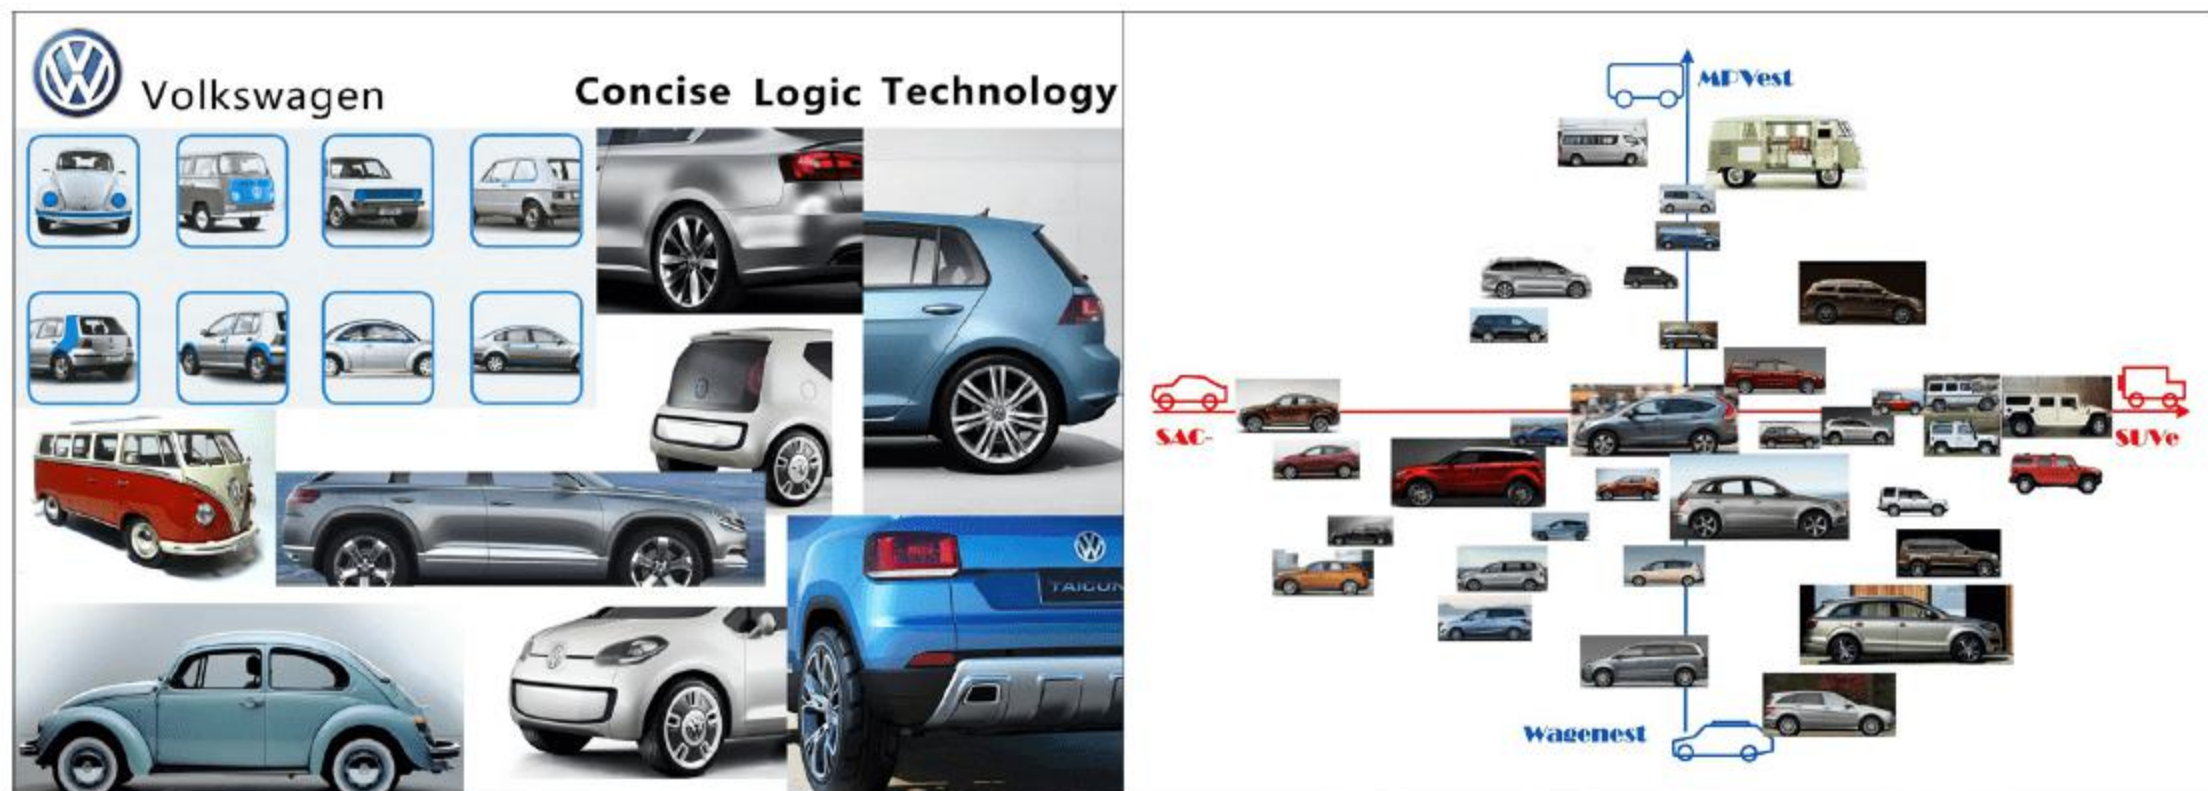 Volkswagen
Concise Logic Technology
TAIGUN
MPVest
SAC-
SUVe
Wagenest